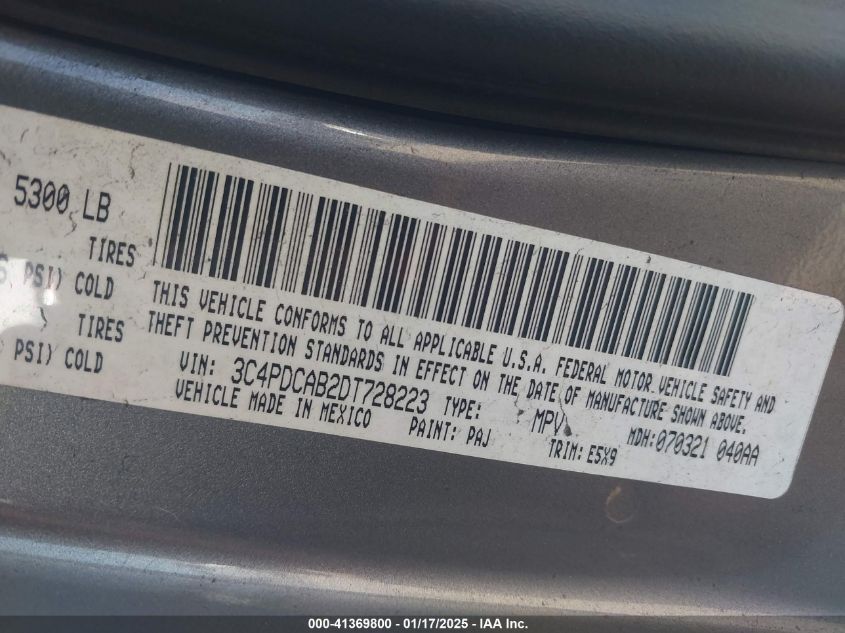 5300 LB
TIRES
PSI) COLD
TIRES
PSI) COLD
THIS VEHICLE CONFORMS TO ALL APPLICABLE U.S.A. FEDERAL MOTOR VEHICLE SAFETY AND
THEFT PREVENTION STANDARDS IN EFFECT ON THE DATE OF MANUFACTURE SHOWN ABOVE.
VIN: 3C4PDCAB2DT728223 TYPE: MPV MDH:070321 040AA
VEHICLE MADE IN MEXICO PAINT: PAJ TRIM: E5X9
000-41369800 - 01/17/2025 - IAA Inc.